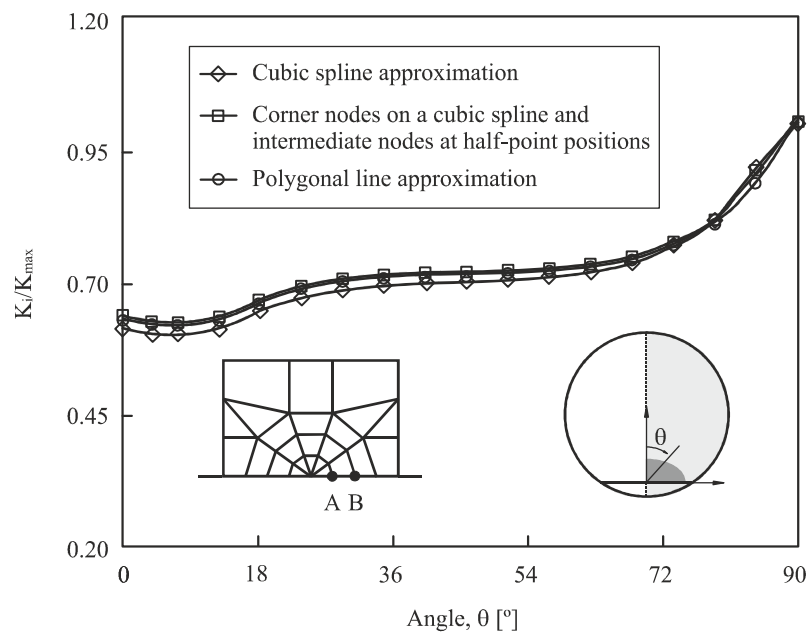 1.20
Cubic spline approximation
Corner nodes on a cubic spline and
intermediate nodes at half-point positions
Polygonal line approximation
0.95
0.70
0.45
0.20
Ki/Kmax
θ
A B
0 18 36 54 72 90
Angle, θ [º]